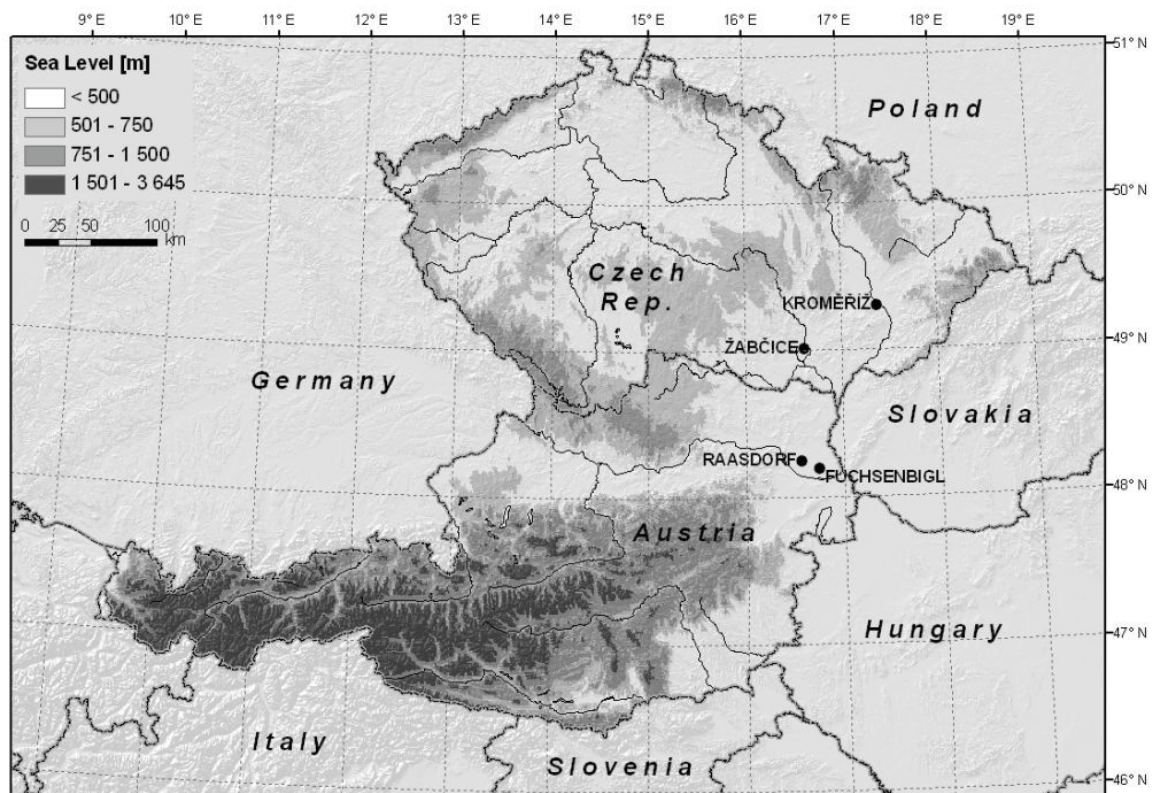 9°E 10°E 11°E 12°E 13°E 14°E 15°E 16°E 17°E 18°E 19°E
51°N
Sea Level [m]
< 500
501 - 750
751 - 1 500
1 501 - 3 645
0 25 50 100
km
Poland
50°N
Czech
Rep.
KROMĚŘÍŽ
ŽABČICE
49°N
Germany
Slovakia
RAASDORF
FUCHSENBIGL
48°N
Austria
Hungary
47°N
Italy
Slovenia
46°N